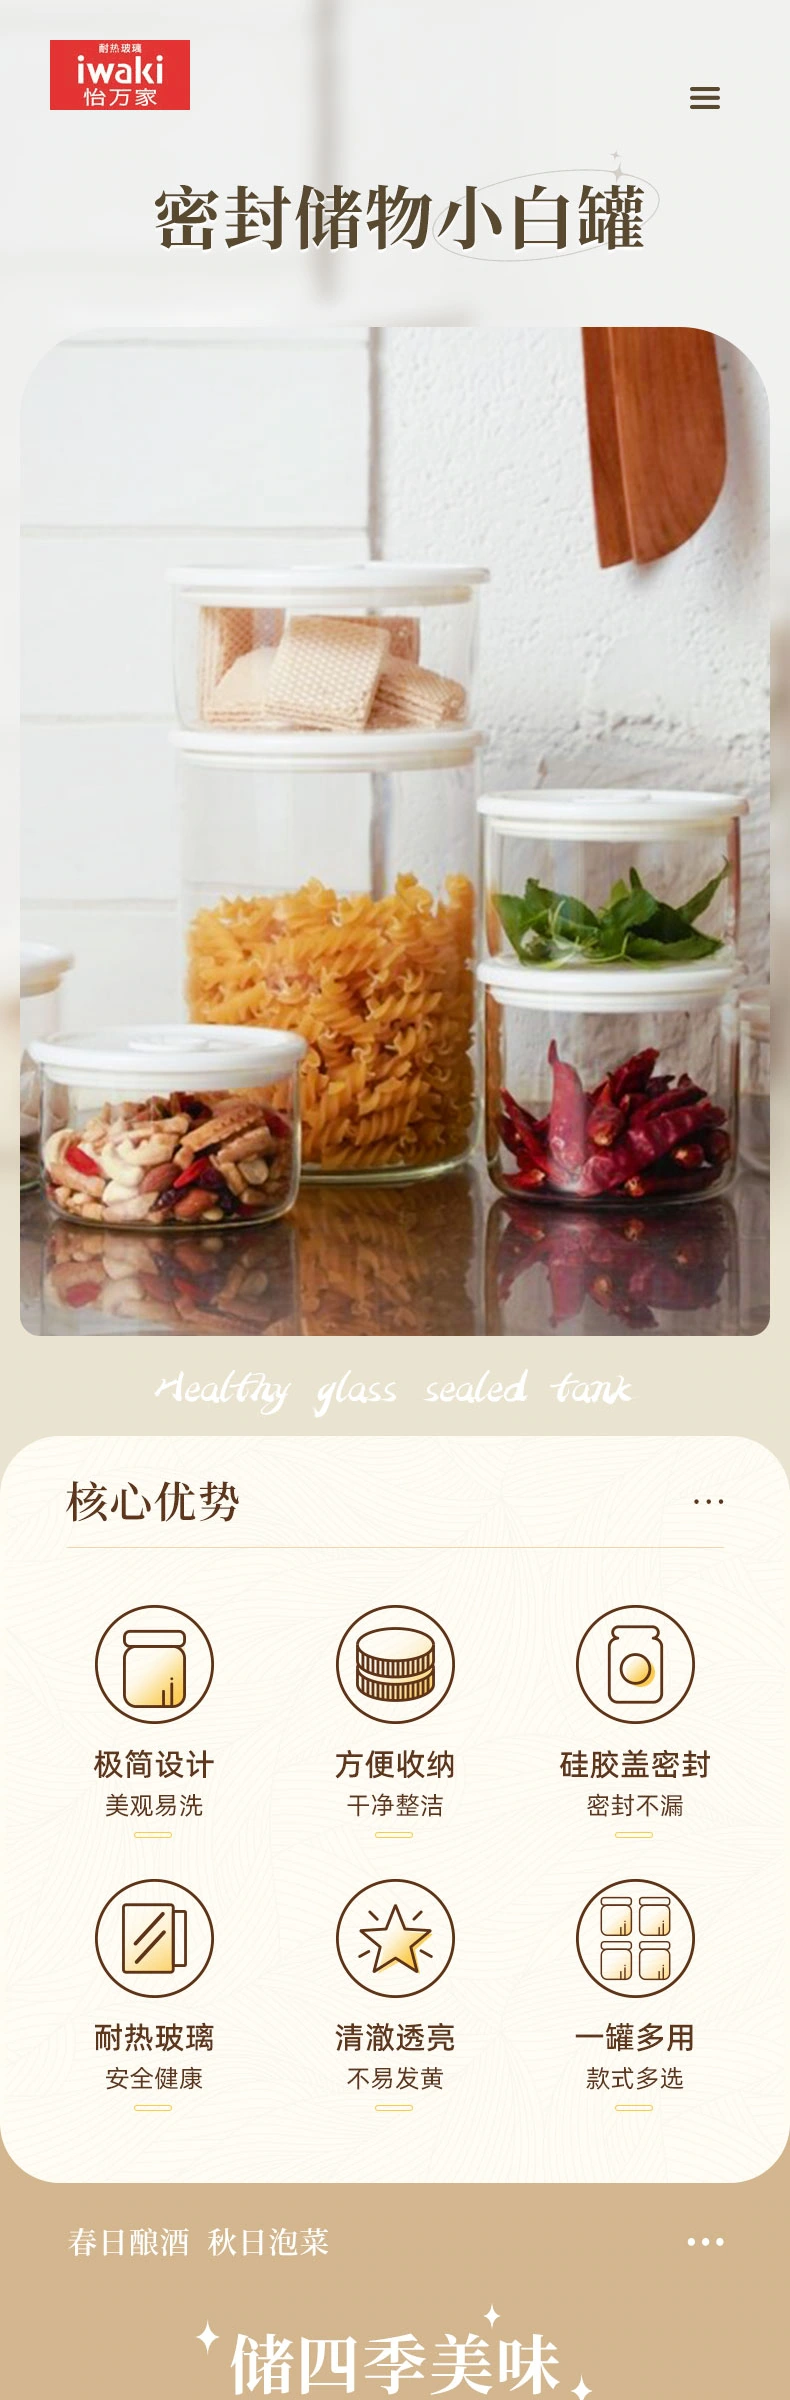 耐热玻璃
iwaki
怡万家
密封储物小白罐
Healthy glass sealed tank
核心优势
极简设计
美观易洗
方便收纳
干净整洁
硅胶盖密封
密封不漏
耐热玻璃
安全健康
清澈透亮
不易发黄
一罐多用
款式多选
春日酿酒 秋日泡菜
储四季美味